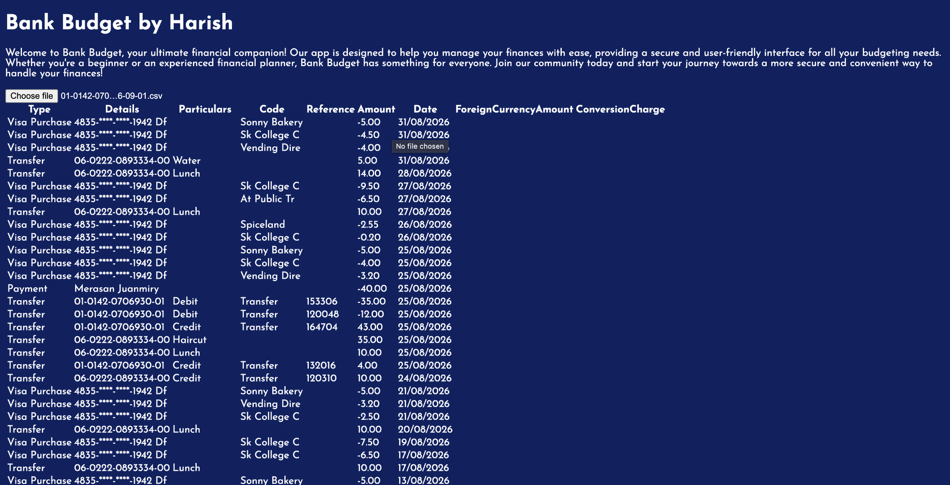 Bank Budget by Harish
Welcome to Bank Budget, your ultimate financial companion! Our app is designed to help you manage your finances with ease, providing a secure and user-friendly interface for all your budgeting needs.
Whether you're a beginner or an experienced financial planner, Bank Budget has something for everyone. Join our community today and start your journey towards a more secure and convenient way to
handle your finances!
Choose file 01-0142-070...6-09-01.csv
Type Details Particulars Code Reference Amount Date ForeignCurrencyAmount ConversionCharge
Visa Purchase 4835-****-****-1942 Df Sonny Bakery -5.00 31/08/2026
Visa Purchase 4835-****-****-1942 Df Sk College C -4.50 31/08/2026
Visa Purchase 4835-****-****-1942 Df Vending Dire -4.00 No file chosen
Transfer 06-0222-0893334-00 Water 5.00 31/08/2026
Transfer 06-0222-0893334-00 Lunch 14.00 28/08/2026
Visa Purchase 4835-****-****-1942 Df Sk College C -9.50 27/08/2026
Visa Purchase 4835-****-****-1942 Df At Public Tr -6.50 27/08/2026
Transfer 06-0222-0893334-00 Lunch 10.00 27/08/2026
Visa Purchase 4835-****-****-1942 Df Spiceland -2.55 26/08/2026
Visa Purchase 4835-****-****-1942 Df Sk College C -0.20 26/08/2026
Visa Purchase 4835-****-****-1942 Df Sonny Bakery -5.00 25/08/2026
Visa Purchase 4835-****-****-1942 Df Sk College C -4.00 25/08/2026
Visa Purchase 4835-****-****-1942 Df Vending Dire -3.20 25/08/2026
Payment Merasan Juanmiry -40.00 25/08/2026
Transfer 01-0142-0706930-01 Debit Transfer 153306 -35.00 25/08/2026
Transfer 01-0142-0706930-01 Debit Transfer 120048 -12.00 25/08/2026
Transfer 01-0142-0706930-01 Credit Transfer 164704 43.00 25/08/2026
Transfer 06-0222-0893334-00 Haircut 35.00 25/08/2026
Transfer 06-0222-0893334-00 Lunch 10.00 25/08/2026
Transfer 01-0142-0706930-01 Credit Transfer 132016 4.00 25/08/2026
Transfer 06-0222-0893334-00 Credit Transfer 120310 10.00 24/08/2026
Visa Purchase 4835-****-****-1942 Df Sonny Bakery -5.00 21/08/2026
Visa Purchase 4835-****-****-1942 Df Vending Dire -3.20 21/08/2026
Visa Purchase 4835-****-****-1942 Df Sk College C -2.50 21/08/2026
Transfer 06-0222-0893334-00 Lunch 10.00 20/08/2026
Visa Purchase 4835-****-****-1942 Df Sk College C -7.50 19/08/2026
Visa Purchase 4835-****-****-1942 Df Sk College C -6.50 17/08/2026
Transfer 06-0222-0893334-00 Lunch 10.00 17/08/2026
Visa Purchase 4835-****-****-1942 Df Sonny Bakery -5.00 13/08/2026